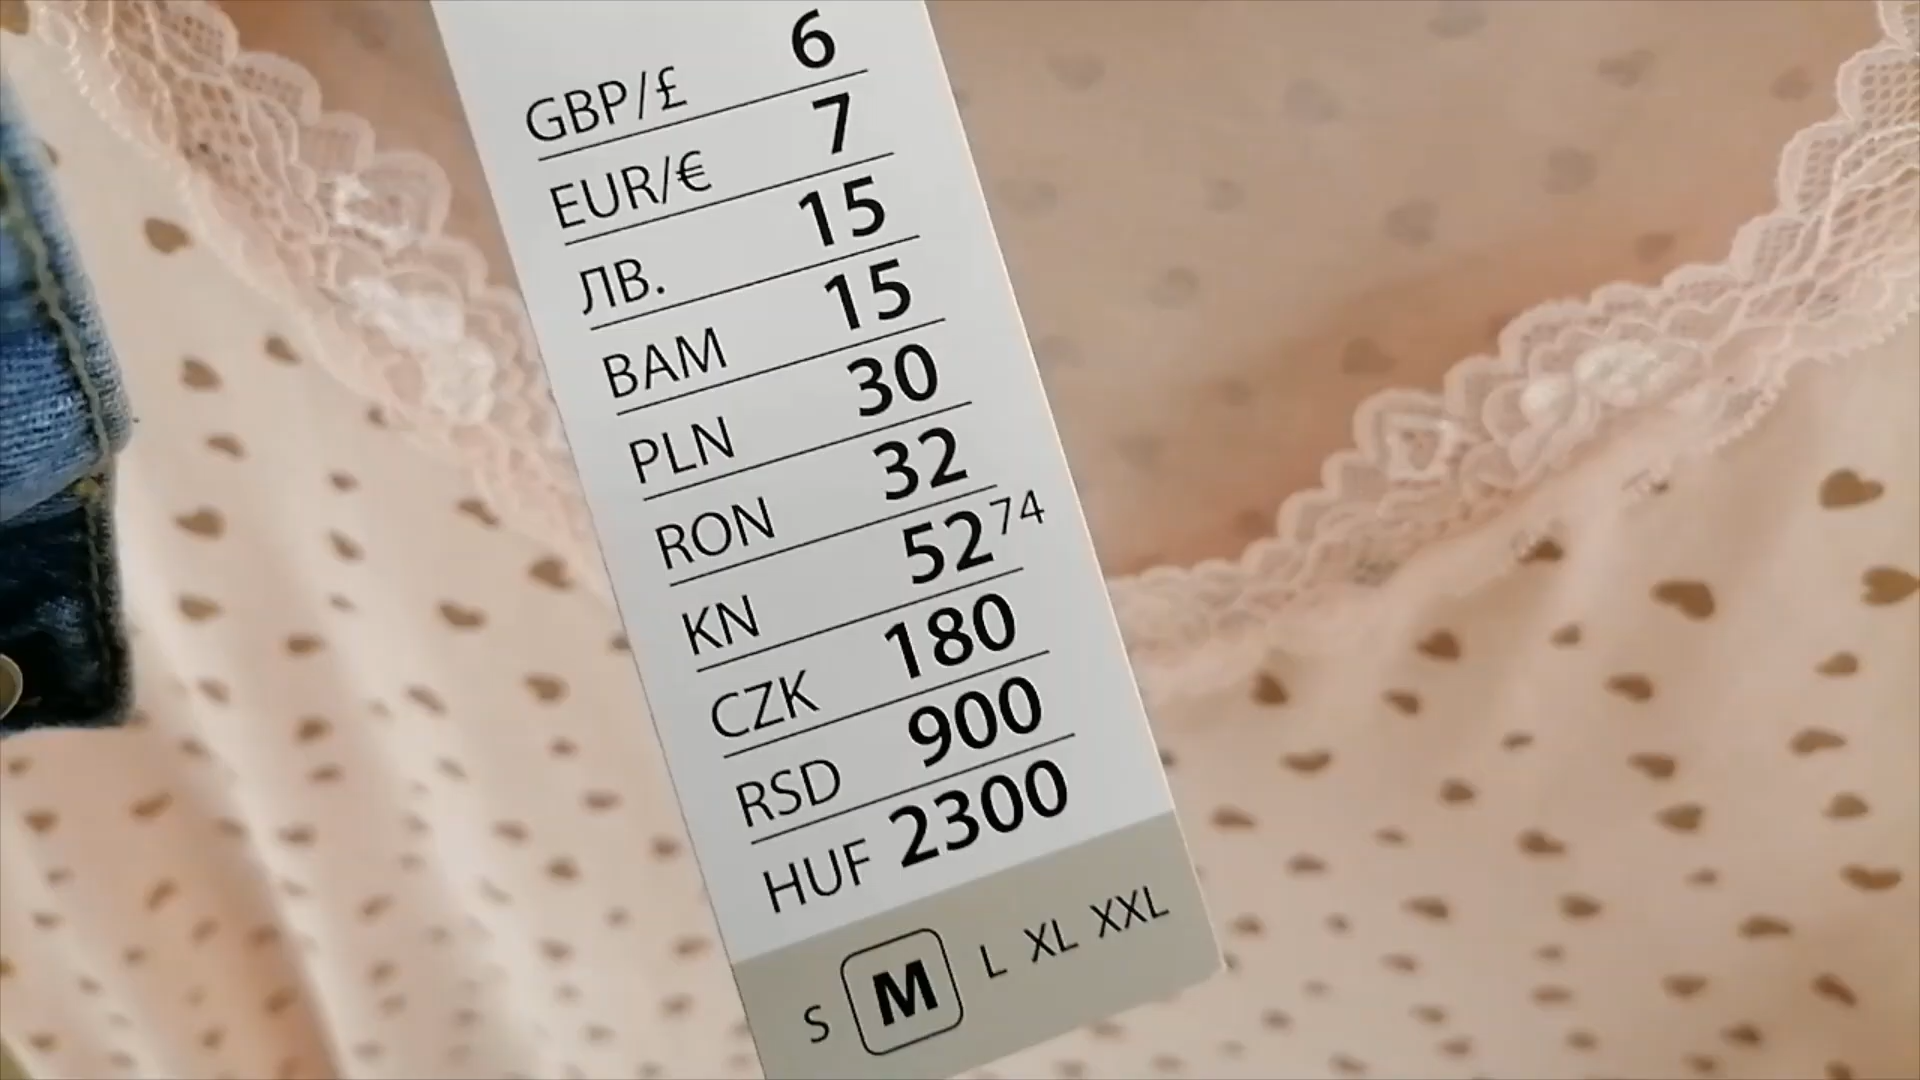 GBP/£ 6
EUR/€ 7
ЛВ. 15
BAM 15
PLN 30
RON 32
KN 52 74
CZK 180
RSD 900
HUF 2300
S M L XL XXL